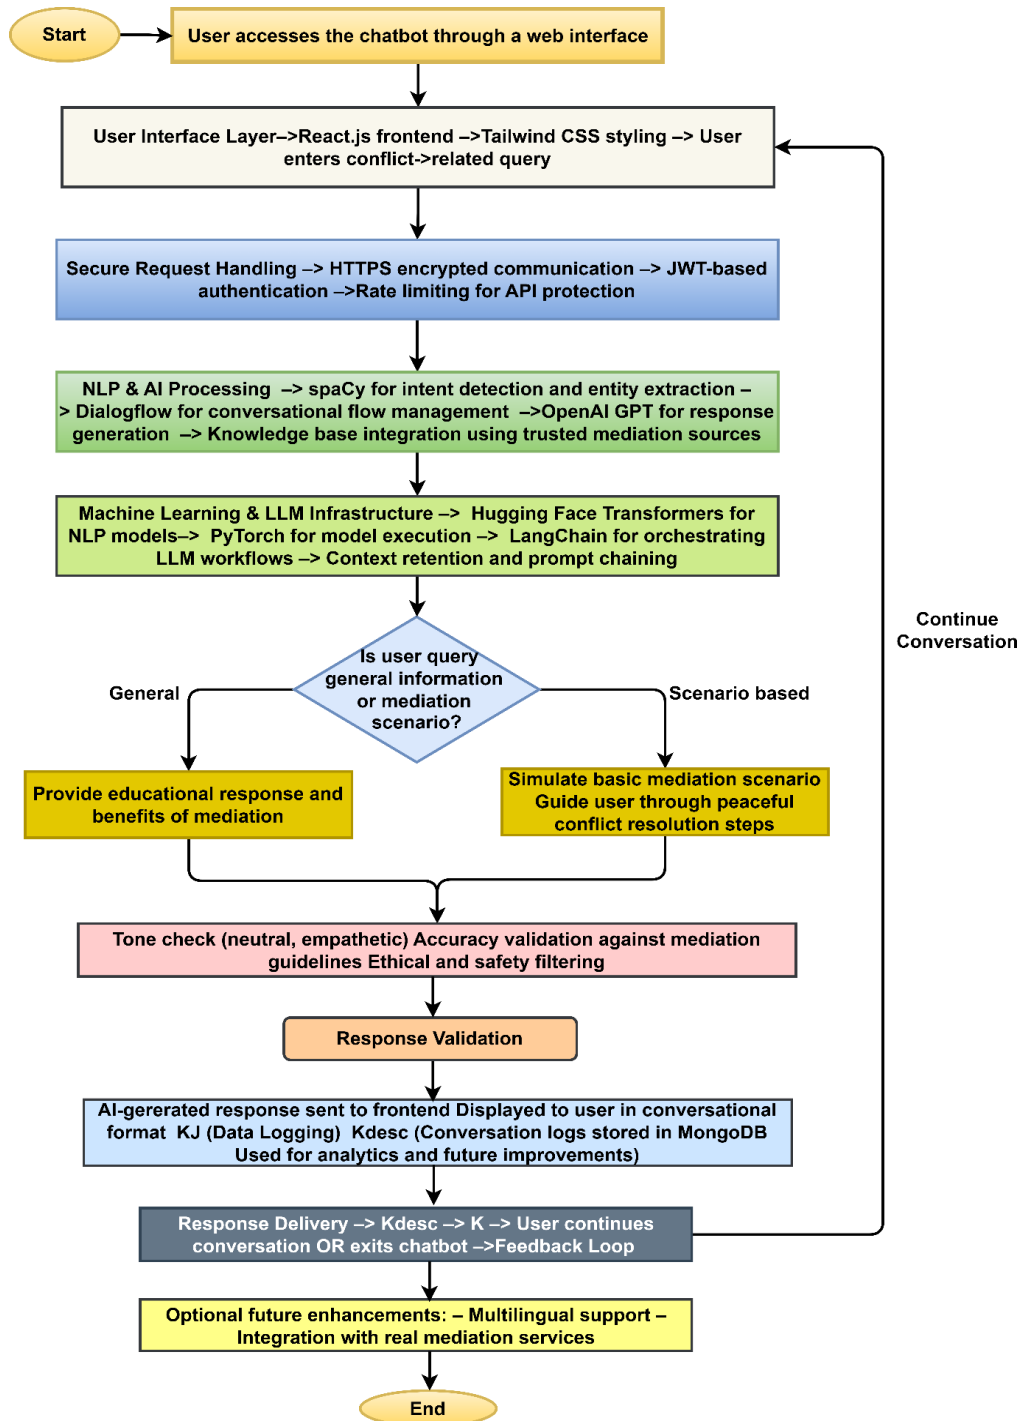 Start
User accesses the chatbot through a web interface
User Interface Layer–>React.js frontend –>Tailwind CSS styling –> User
enters conflict->related query
Secure Request Handling –> HTTPS encrypted communication –> JWT-based
authentication –>Rate limiting for API protection
NLP & AI Processing –> spaCy for intent detection and entity extraction –
> Dialogflow for conversational flow management –>OpenAI GPT for response
generation –> Knowledge base integration using trusted mediation sources
Machine Learning & LLM Infrastructure –> Hugging Face Transformers for
NLP models–> PyTorch for model execution –> LangChain for orchestrating
LLM workflows –> Context retention and prompt chaining
Continue
Conversation
Is user query
general information
or mediation
scenario?
General
Scenario based
Provide educational response and
benefits of mediation
Simulate basic mediation scenario
Guide user through peaceful
conflict resolution steps
Tone check (neutral, empathetic) Accuracy validation against mediation
guidelines Ethical and safety filtering
Response Validation
AI-gererated response sent to frontend Displayed to user in conversational
format KJ (Data Logging) Kdesc (Conversation logs stored in MongoDB
Used for analytics and future improvements)
Response Delivery –> Kdesc –> K –> User continues
conversation OR exits chatbot –>Feedback Loop
Optional future enhancements: – Multilingual support –
Integration with real mediation services
End